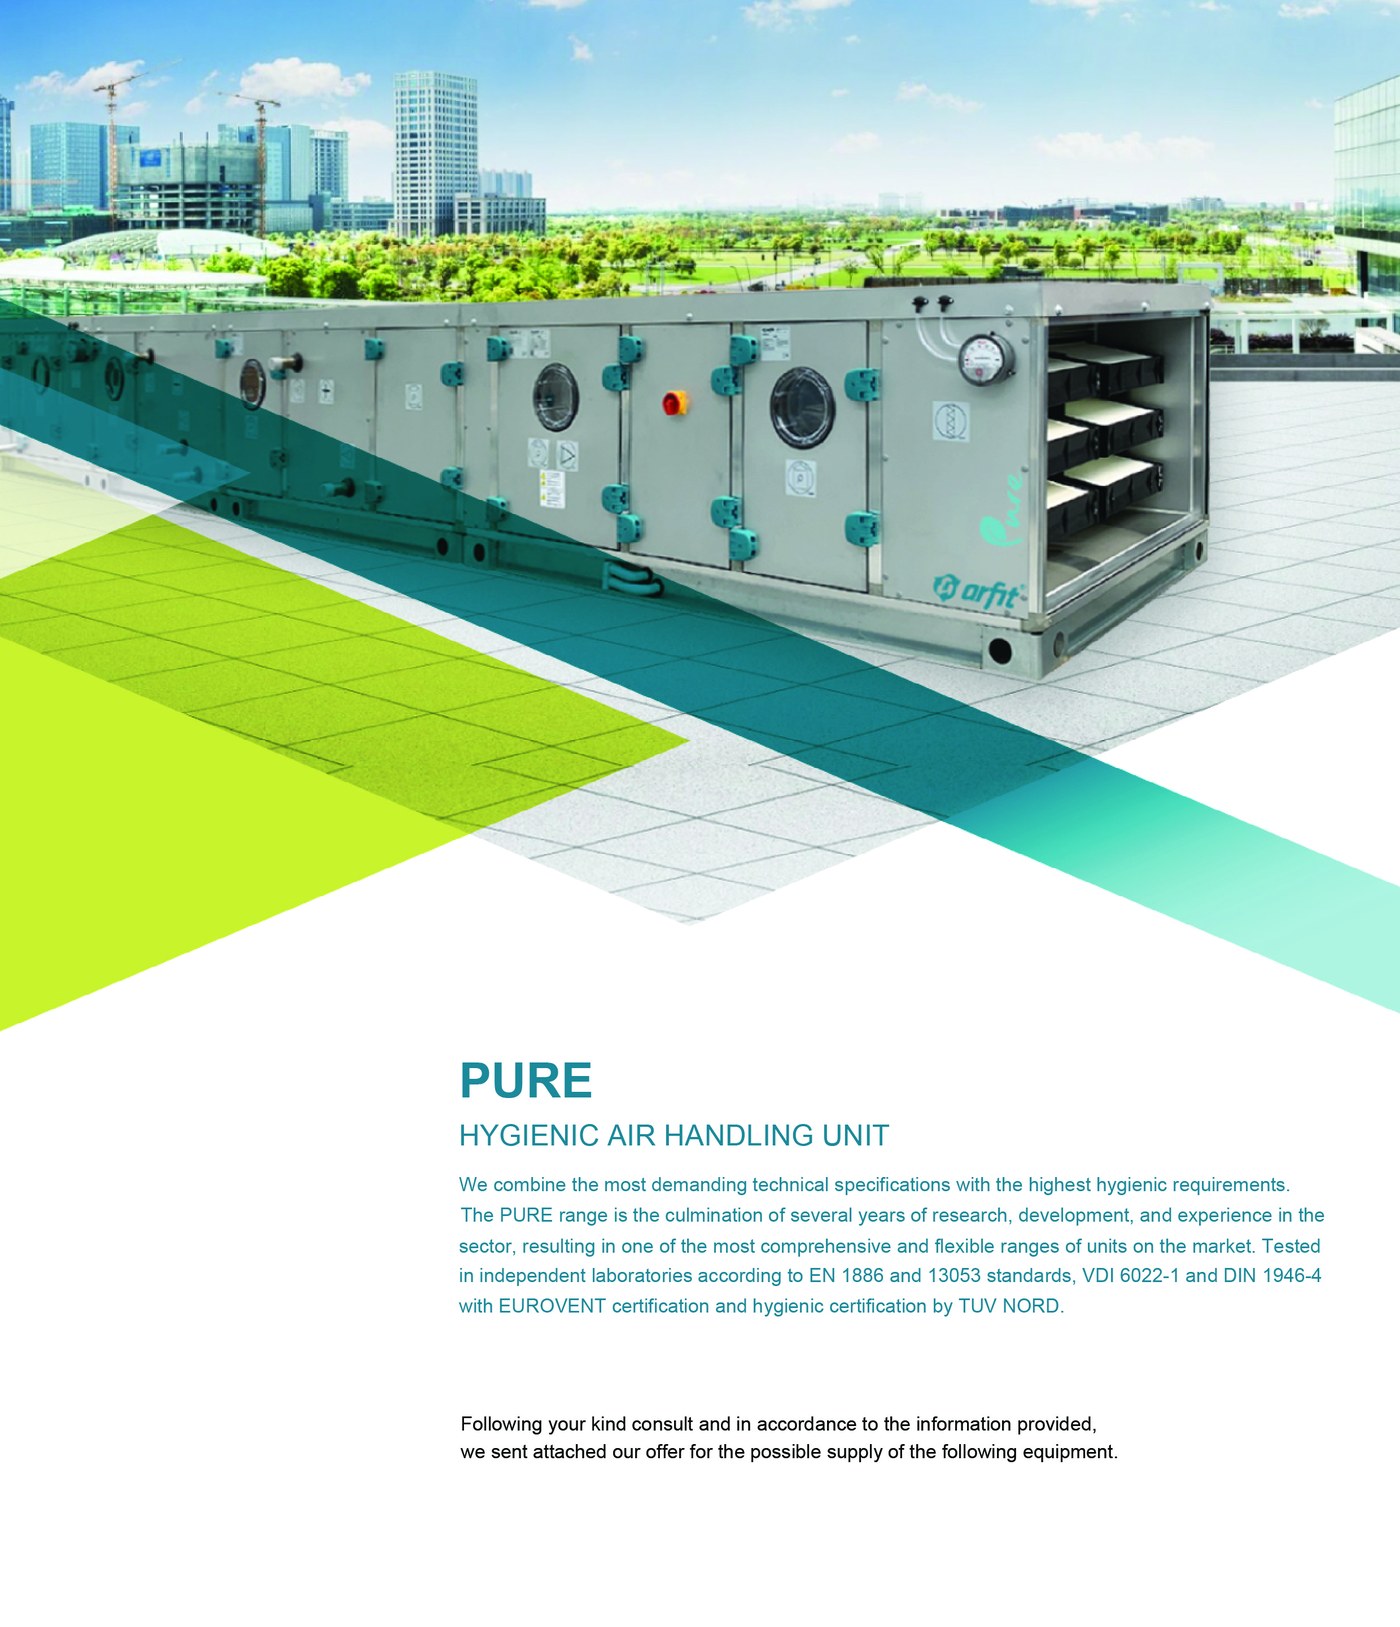 Pure
arfit
PURE
HYGIENIC AIR HANDLING UNIT
We combine the most demanding technical specifications with the highest hygienic requirements.
The PURE range is the culmination of several years of research, development, and experience in the
sector, resulting in one of the most comprehensive and flexible ranges of units on the market. Tested
in independent laboratories according to EN 1886 and 13053 standards, VDI 6022-1 and DIN 1946-4
with EUROVENT certification and hygienic certification by TUV NORD.
Following your kind consult and in accordance to the information provided,
we sent attached our offer for the possible supply of the following equipment.